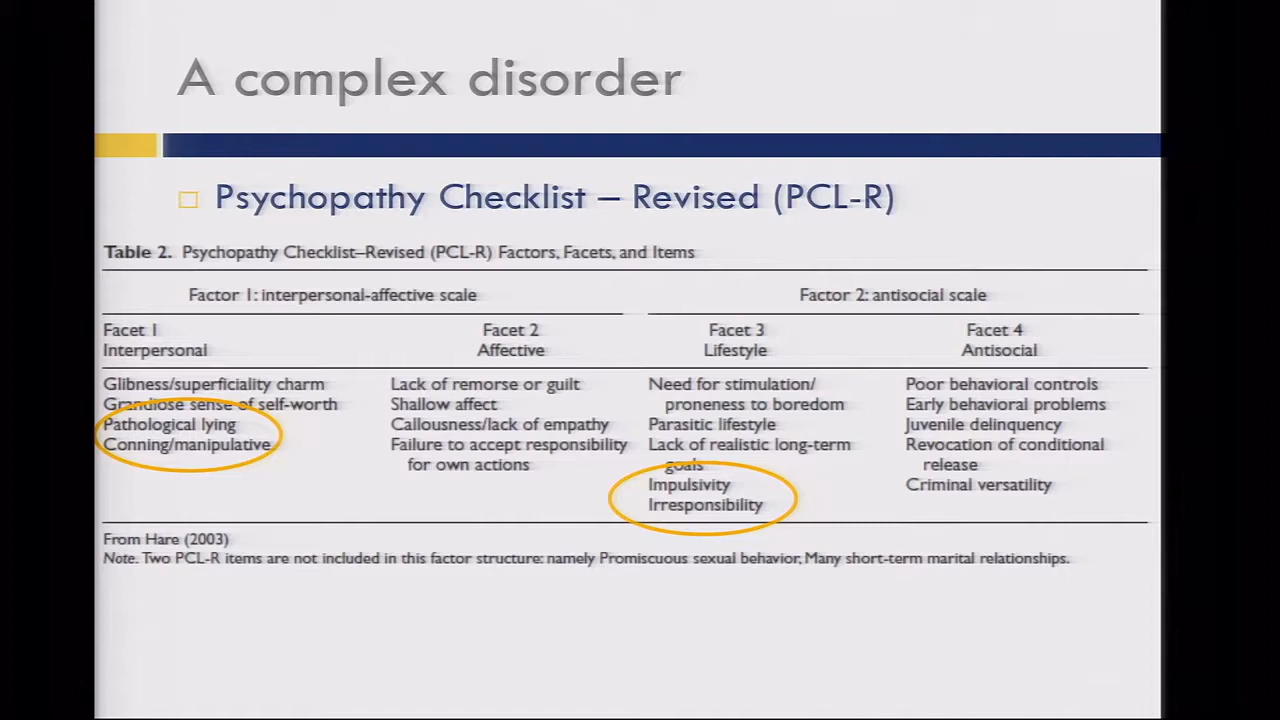 A complex disorder
Psychopathy Checklist – Revised (PCL-R)
Table 2. Psychopathy Checklist–Revised (PCL-R) Factors, Facets, and Items
Factor 1: interpersonal-affective scale
Factor 2: antisocial scale
Facet 1
Interpersonal
Facet 2
Affective
Facet 3
Lifestyle
Facet 4
Antisocial
Glibness/superficiality charm
Grandiose sense of self-worth
Pathological lying
Conning/manipulative
Lack of remorse or guilt
Shallow affect
Callousness/lack of empathy
Failure to accept responsibility
for own actions
Need for stimulation/
proneness to boredom
Parasitic lifestyle
Lack of realistic long-term
goals
Impulsivity
Irresponsibility
Poor behavioral controls
Early behavioral problems
Juvenile delinquency
Revocation of conditional
release
Criminal versatility
From Hare (2003)
Note. Two PCL-R items are not included in this factor structure: namely Promiscuous sexual behavior, Many short-term marital relationships.